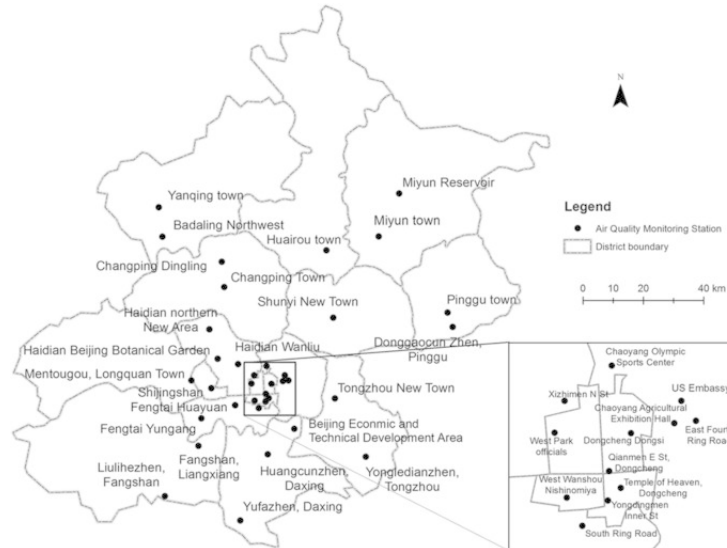 N
Miyun Reservoir
Yanqing town
Legend
Badaling Northwest
Miyun town
Air Quality Monitoring Station
Huairou town
District boundary
Changping Dingling
Changping Town
Shunyi New Town
Pinggu town
0 10 20 40 km
Haidian northern
New Area
Donggaocun Zhen,
Pinggu
Haidian Wanliu
Haidian Beijing Botanical Garden
Mentougou, Longquan Town
Shijingshan
Tongzhou New Town
Fengtai Huayuan
Fengtai Yungang
Beijing Econmic and
Technical Development Area
Fangshan,
Liangxiang
Liulihezhen,
Fangshan
Huangcunzhen,
Daxing
Yongledianzhen,
Tongzhou
Yufazhen, Daxing
Chaoyang Olympic
Sports Center
Xizhimen N St
US Embassy
Chaoyang Agricultural
Exhibition Hall
East Four
Ring Roa
West Park
officials
Dongcheng Dongsi
Qianmen E St,
Dongcheng
West Wanshou
Nishinomiya
Temple of Heaven,
Dongcheng
Yongdingmen
Inner St
South Ring Road